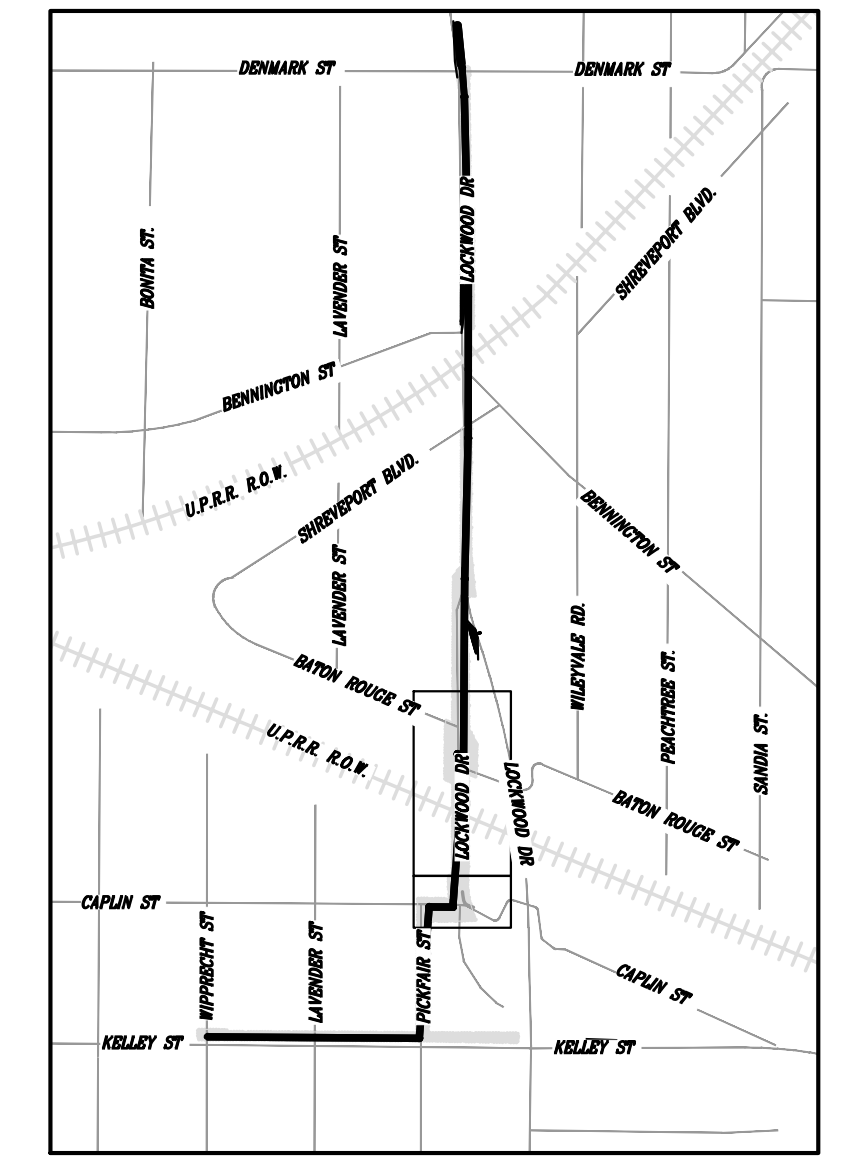 DENMARK ST
DENMARK ST
LOCKWOOD DR
SHREVEPORT BLVD.
BONITA ST.
LAVENDER ST
BENNINGTON ST
U.P.R.R. R.O.W.
SHREVEPORT BLVD.
BENNINGTON ST
LAVENDER ST
WILEYVALE RD.
PEACHTREE ST.
BATON ROUGE ST
SANDIA ST.
U.P.R.R. R.O.W.
LOCKWOOD DR
LOCKWOOD DR
BATON ROUGE ST
CAPLIN ST
WIPPRECHT ST
LAVENDER ST
PICKFAIR ST
CAPLIN ST
KELLEY ST
KELLEY ST